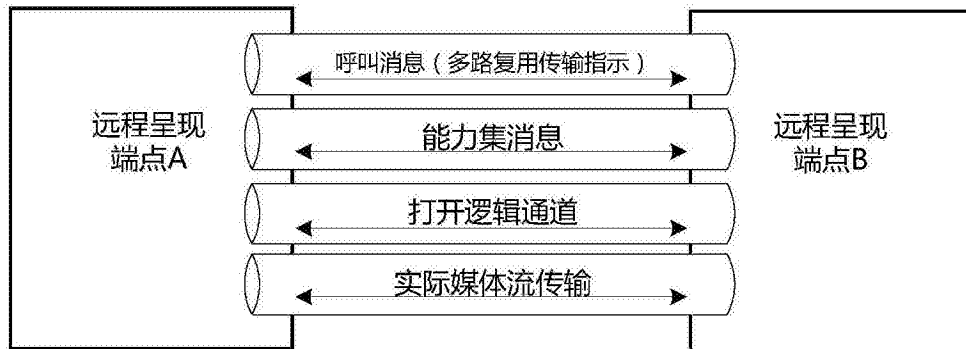 远程呈现
端点A
呼叫消息（多路复用传输指示）
能力集消息
打开逻辑通道
实际媒体流传输
远程呈现
端点B